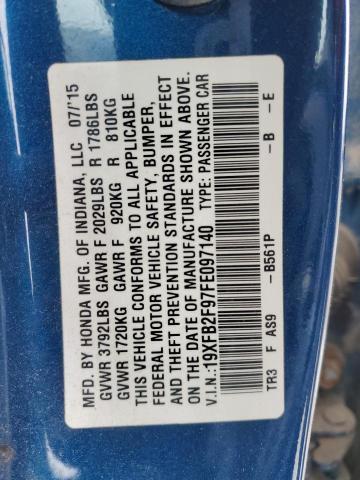 MFD. BY HONDA MFG. OF INDIANA, LLC 07/'15
GVWR 3792LBS GAWR F 2029LBS R 1786LBS
GVWR 1720KG GAWR F 920KG R 810KG
THIS VEHICLE CONFORMS TO ALL APPLICABLE
FEDERAL MOTOR VEHICLE SAFETY, BUMPER,
AND THEFT PREVENTION STANDARDS IN EFFECT
ON THE DATE OF MANUFACTURE SHOWN ABOVE.
V.I.N.:19XFB2F97FE097140 TYPE: PASSENGER CAR
TR3 F AS9 -B561P -B -E